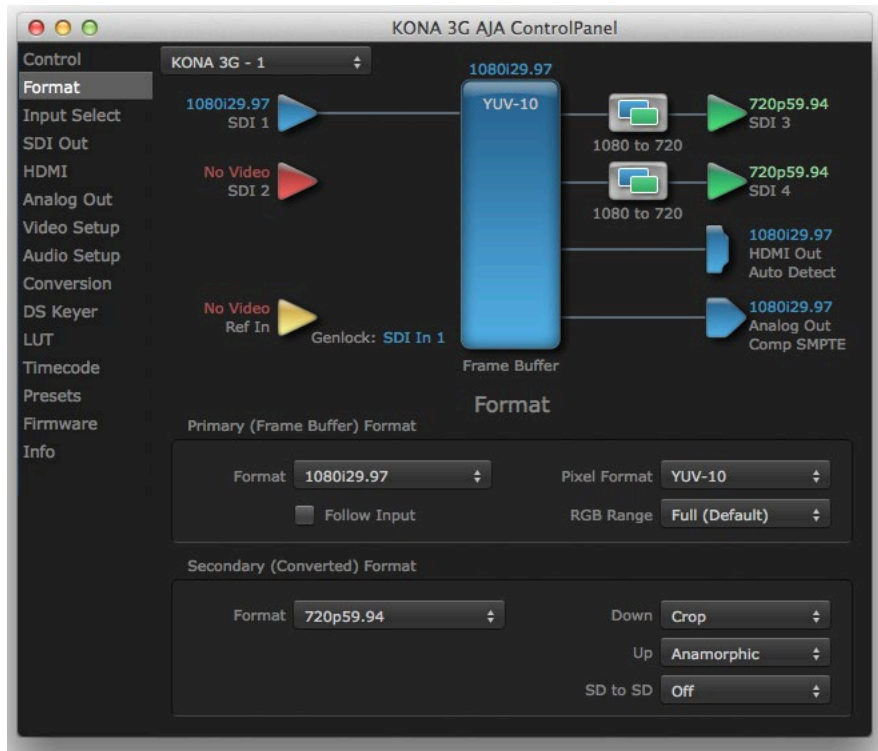 KONA 3G AJA ControlPanel
Control
Format
Input Select
SDI Out
HDMI
Analog Out
Video Setup
Audio Setup
Conversion
DS Keyer
LUT
Timecode
Presets
Firmware
Info
KONA 3G - 1
1080i29.97
SDI 1
No Video
SDI 2
No Video
Ref In
Genlock: SDI In 1
1080i29.97
YUV-10
Frame Buffer
1080 to 720
720p59.94
SDI 3
1080 to 720
720p59.94
SDI 4
1080i29.97
HDMI Out
Auto Detect
1080i29.97
Analog Out
Comp SMPTE
Format
Primary (Frame Buffer) Format
Format 1080i29.97
Pixel Format YUV-10
Follow Input
RGB Range Full (Default)
Secondary (Converted) Format
Format 720p59.94
Down Crop
Up Anamorphic
SD to SD Off